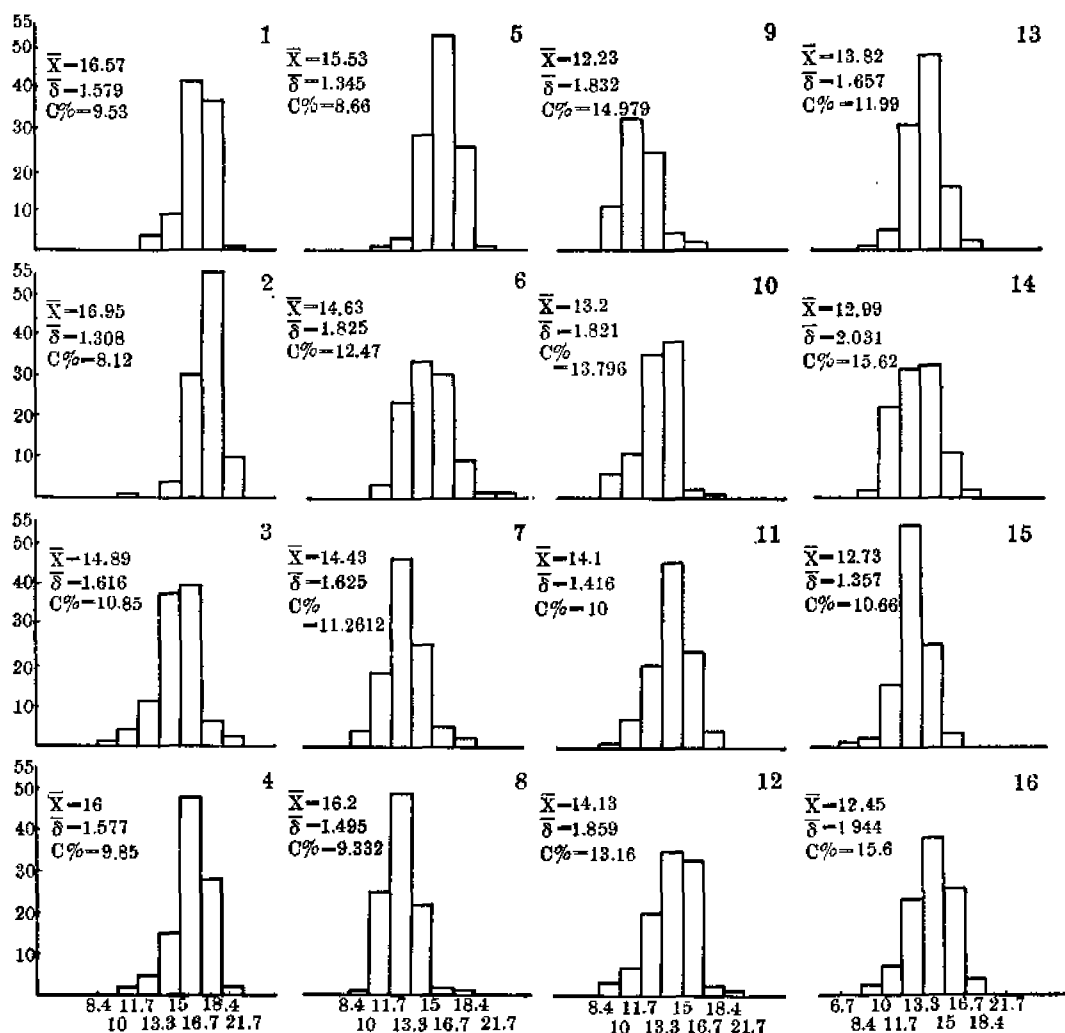 55
50
40
30
20
10
1
X̄=16.57
δ̄=1.579
C%=9.53
5
X̄=15.53
δ̄=1.345
C%=8.66
9
X̄=12.23
δ̄=1.832
C%=14.979
13
X̄=13.82
δ̄=1.657
C%=11.99
55
50
40
30
20
10
2
X̄=16.95
δ̄=1.308
C%=8.12
6
X̄=14.63
δ̄=1.825
C%=12.47
10
X̄=13.2
δ̄=1.821
C%
=13.796
14
X̄=12.99
δ̄=2.031
C%=15.62
55
50
40
30
20
10
3
X̄=14.89
δ̄=1.616
C%=10.85
7
X̄=14.43
δ̄=1.625
C%
=11.2612
11
X̄=14.1
δ̄=1.416
C%=10
15
X̄=12.73
δ̄=1.357
C%=10.66
55
50
40
30
20
10
4
X̄=16
δ̄=1.577
C%=9.85
8
X̄=16.2
δ̄=1.495
C%=9.332
12
X̄=14.13
δ̄=1.859
C%=13.16
16
X̄=12.45
δ̄=1.944
C%=15.6
8.4 11.7 15 18.4
10 13.3 16.7 21.7
8.4 11.7 15 18.4
10 13.3 16.7 21.7
8.4 11.7 15 18.4
10 13.3 16.7 21.7
6.7 10 13.3 16.7 21.7
8.4 11.7 15 18.4